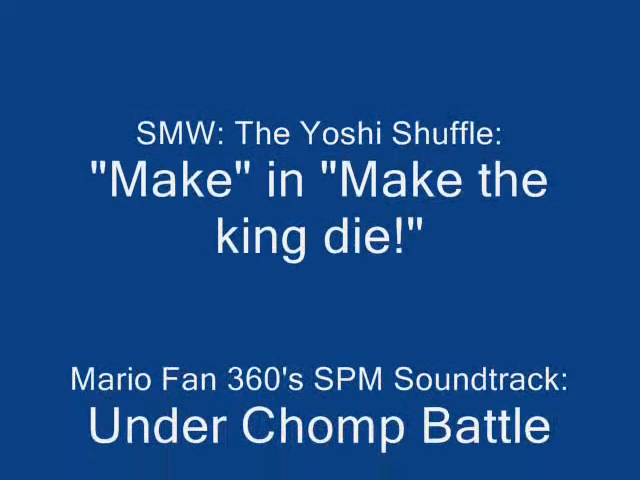 SMW: The Yoshi Shuffle:
"Make" in "Make the
king die!"
Mario Fan 360's SPM Soundtrack:
Under Chomp Battle